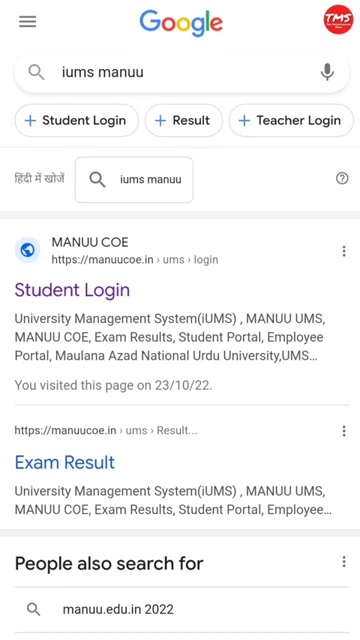 Google
TMS
iums manuu
+ Student Login
+ Result
+ Teacher Login
हिंदी में खोजें
iums manuu
MANUU COE
https://manuucoe.in › ums › login
Student Login
University Management System(iUMS) , MANUU UMS,
MANUU COE, Exam Results, Student Portal, Employee
Portal, Maulana Azad National Urdu University,UMS...
You visited this page on 23/10/22.
https://manuucoe.in › ums › Result...
Exam Result
University Management System(iUMS) , MANUU UMS,
MANUU COE, Exam Results, Student Portal, Employee...
People also search for
manuu.edu.in 2022